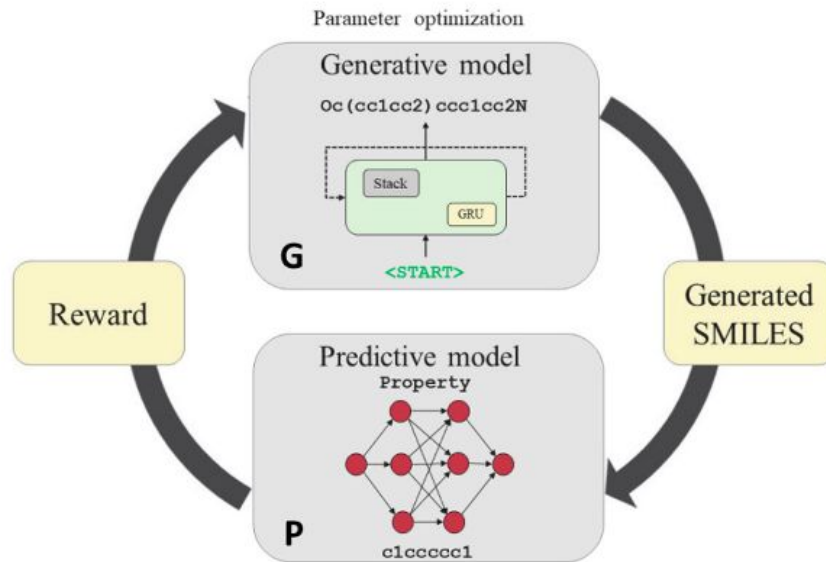 Parameter optimization
Generative model
Oc(cc1cc2)ccc1cc2N
Stack
GRU
G
<START>
Reward
Generated
SMILES
Predictive model
Property
P
c1ccccc1